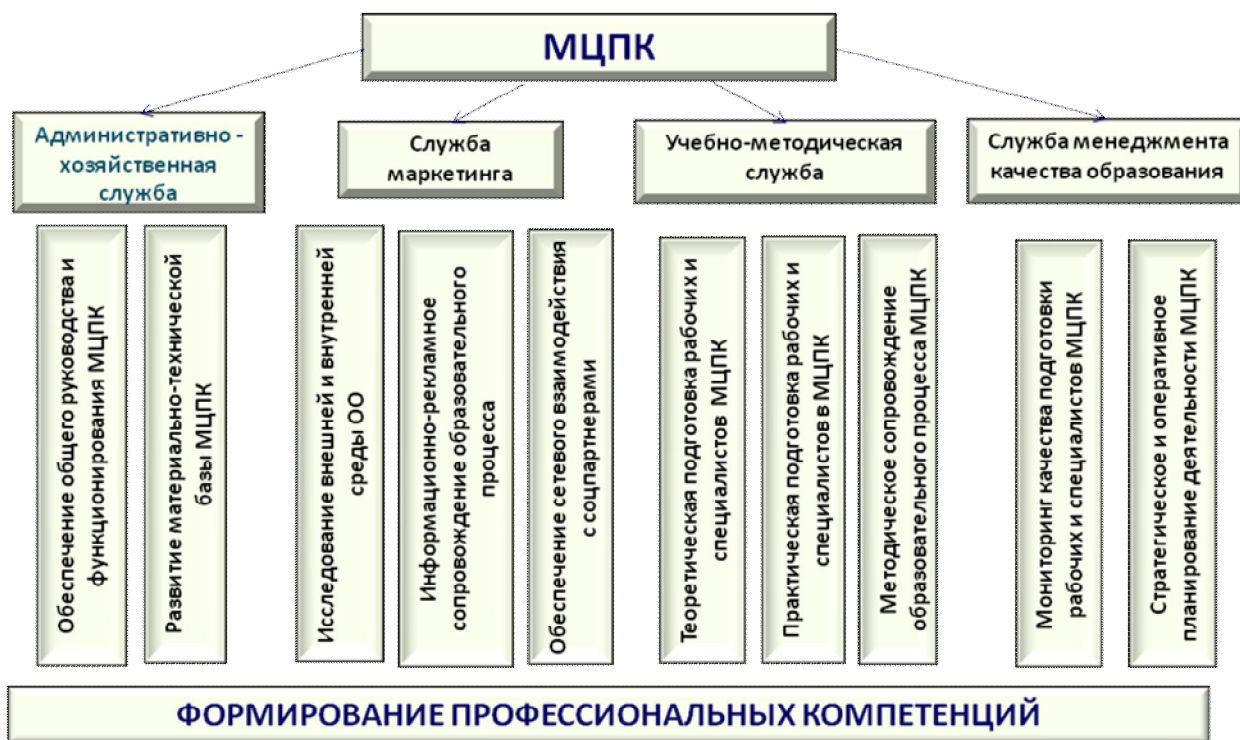 МЦПК
Административно -
хозяйственная
служба
Служба
маркетинга
Учебно-методическая
служба
Служба менеджмента
качества образования
Обеспечение общего руководства и
функционирования МЦПК
Развитие материально-технической
базы МЦПК
Исследование внешней и внутренней
среды ОО
Информационно-рекламное
сопровождение образовательного
процесса
Обеспечение сетевого взаимодействия
с соцпартнерами
Теоретическая подготовка рабочих и
специалистов МЦПК
Практическая подготовка рабочих и
специалистов в МЦПК
Методическое сопровождение
образовательного процесса МЦПК
Мониторинг качества подготовки
рабочих и специалистов МЦПК
Стратегическое и оперативное
планирование деятельности МЦПК
ФОРМИРОВАНИЕ ПРОФЕССИОНАЛЬНЫХ КОМПЕТЕНЦИЙ